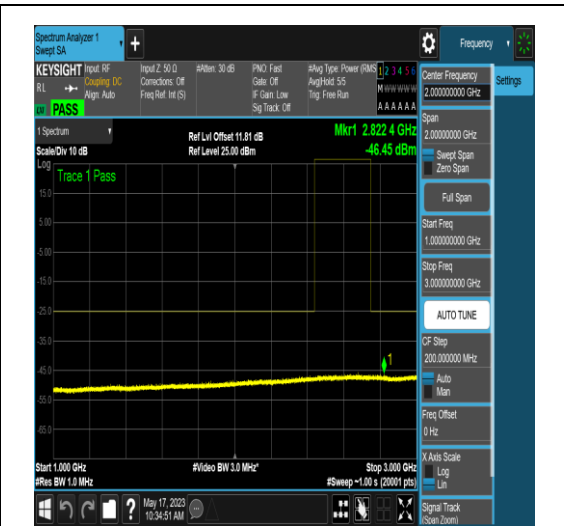 Spectrum Analyzer 1
Swept SA
+
Frequency
KEYSIGHT
Input: RF
Coupling: DC
Align: Auto
Input Z: 50 Ω
Corrections: Off
Freq Ref: Int (S)
#Atten: 30 dB
PNO: Fast
Gate: Off
IF Gain: Low
Sig Track: Off
#Avg Type: Power (RMS
Avg|Hold: 5/5
Trig: Free Run
1 2 3 4 5 6
M W W W W W
A A A A A A
RL
PASS
1 Spectrum
Scale/Div 10 dB
Ref Lvl Offset 11.81 dB
Ref Level 25.00 dBm
Mkr1 2.822 4 GHz
-46.45 dBm
Log
Trace 1 Pass
15.0
5.00
-5.00
-15.0
-25.0
-35.0
-45.0
-55.0
-65.0
1
Start 1.000 GHz
#Res BW 1.0 MHz
#Video BW 3.0 MHz*
Stop 3.000 GHz
#Sweep ~1.00 s (20001 pts)
May 17, 2023
10:34:51 AM
?
Center Frequency
2.000000000 GHz
Settings
Span
2.00000000 GHz
Swept Span
Zero Span
Full Span
Start Freq
1.000000000 GHz
Stop Freq
3.000000000 GHz
AUTO TUNE
CF Step
200.000000 MHz
Auto
Man
Freq Offset
0 Hz
X Axis Scale
Log
Lin
Signal Track
(Span Zoom)